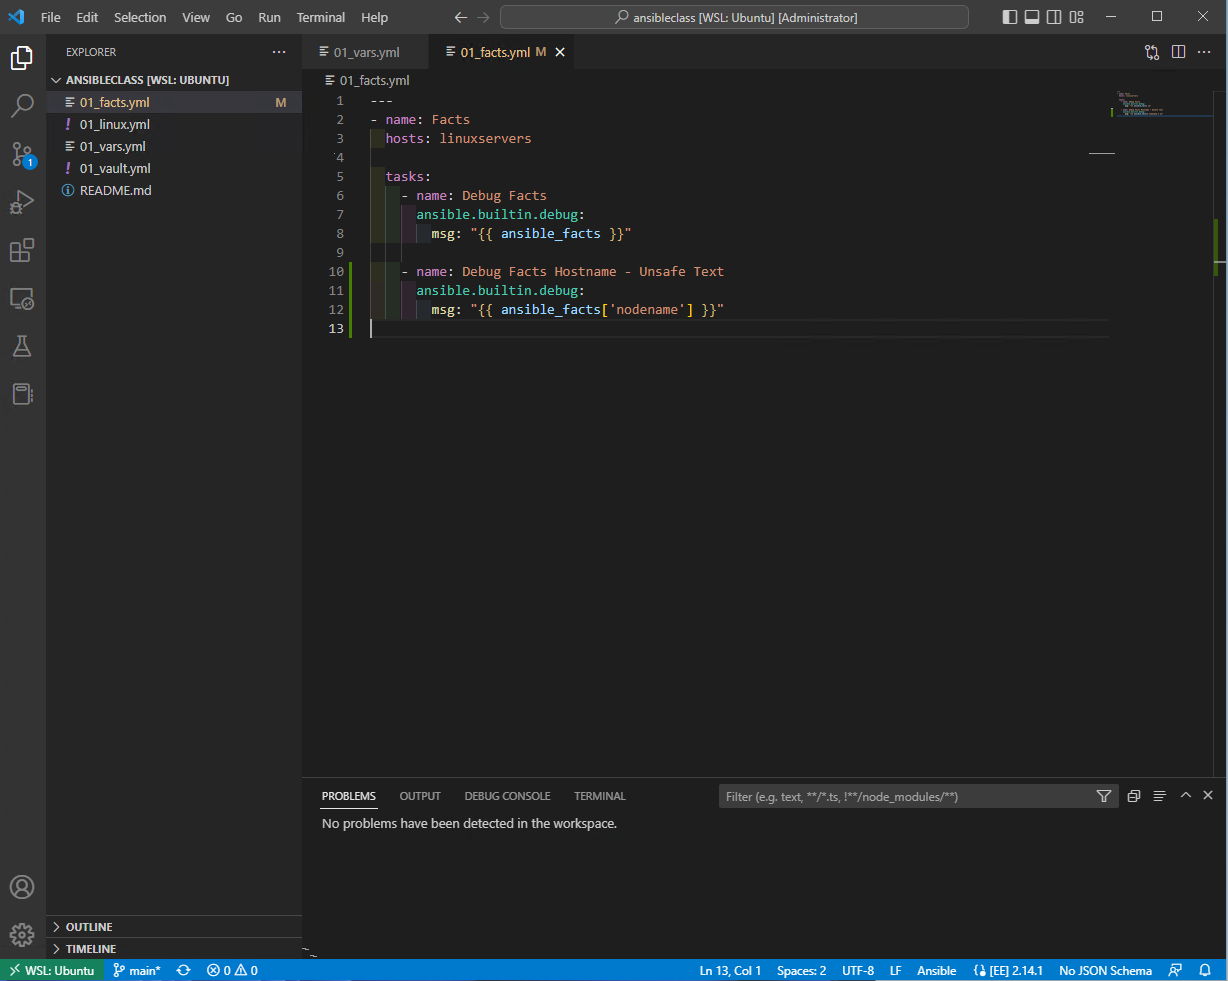 File Edit Selection View Go Run Terminal Help
ansibleclass [WSL: Ubuntu] [Administrator]
EXPLORER
ANSIBLECLASS [WSL: UBUNTU]
01_facts.yml M
01_linux.yml
01_vars.yml
01_vault.yml
README.md
OUTLINE
TIMELINE
01_vars.yml
01_facts.yml M
01_facts.yml
1 ---
2 - name: Facts
3 hosts: linuxservers
4
5 tasks:
6 - name: Debug Facts
7 ansible.builtin.debug:
8 msg: "{{ ansible_facts }}"
9
10 - name: Debug Facts Hostname - Unsafe Text
11 ansible.builtin.debug:
12 msg: "{{ ansible_facts['nodename'] }}"
13
PROBLEMS OUTPUT DEBUG CONSOLE TERMINAL
Filter (e.g. text, **/*.ts, !**/node_modules/**)
No problems have been detected in the workspace.
1
WSL: Ubuntu main* 0 0 Ln 13, Col 1 Spaces: 2 UTF-8 LF Ansible [EE] 2.14.1 No JSON Schema